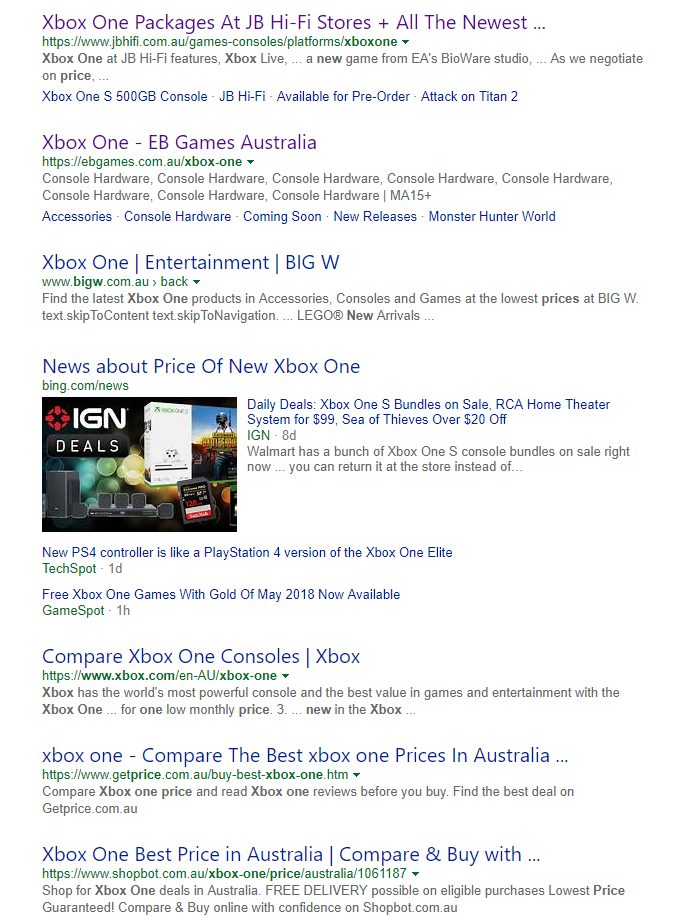 Xbox One Packages At JB Hi-Fi Stores + All The Newest ...
https://www.jbhifi.com.au/games-consoles/platforms/xboxone
Xbox One at JB Hi-Fi features, Xbox Live, ... a new game from EA's BioWare studio, ... As we negotiate
on price, ...
Xbox One S 500GB Console · JB Hi-Fi · Available for Pre-Order · Attack on Titan 2
Xbox One - EB Games Australia
https://ebgames.com.au/xbox-one
Console Hardware, Console Hardware, Console Hardware, Console Hardware, Console Hardware,
Console Hardware, Console Hardware, Console Hardware | MA15+
Accessories · Console Hardware · Coming Soon · New Releases · Monster Hunter World
Xbox One | Entertainment | BIG W
www.bigw.com.au › back
Find the latest Xbox One products in Accessories, Consoles and Games at the lowest prices at BIG W.
text.skipToContent text.skipToNavigation. ... LEGO® New Arrivals ...
News about Price Of New Xbox One
bing.com/news
IGN
DEALS
XBOX ONE S
SanDisk
Daily Deals: Xbox One S Bundles on Sale, RCA Home Theater
System for $99, Sea of Thieves Over $20 Off
IGN · 8d
Walmart has a bunch of Xbox One S console bundles on sale right
now ... you can return it at the store instead of...
New PS4 controller is like a PlayStation 4 version of the Xbox One Elite
TechSpot · 1d
Free Xbox One Games With Gold Of May 2018 Now Available
GameSpot · 1h
Compare Xbox One Consoles | Xbox
https://www.xbox.com/en-AU/xbox-one
Xbox has the world's most powerful console and the best value in games and entertainment with the
Xbox One ... for one low monthly price. 3. ... new in the Xbox ...
xbox one - Compare The Best xbox one Prices In Australia ...
https://www.getprice.com.au/buy-best-xbox-one.htm
Compare Xbox one price and read Xbox one reviews before you buy. Find the best deal on
Getprice.com.au
Xbox One Best Price in Australia | Compare & Buy with ...
https://www.shopbot.com.au/xbox-one/price/australia/1061187
Shop for Xbox One deals in Australia. FREE DELIVERY possible on eligible purchases Lowest Price
Guaranteed! Compare & Buy online with confidence on Shopbot.com.au